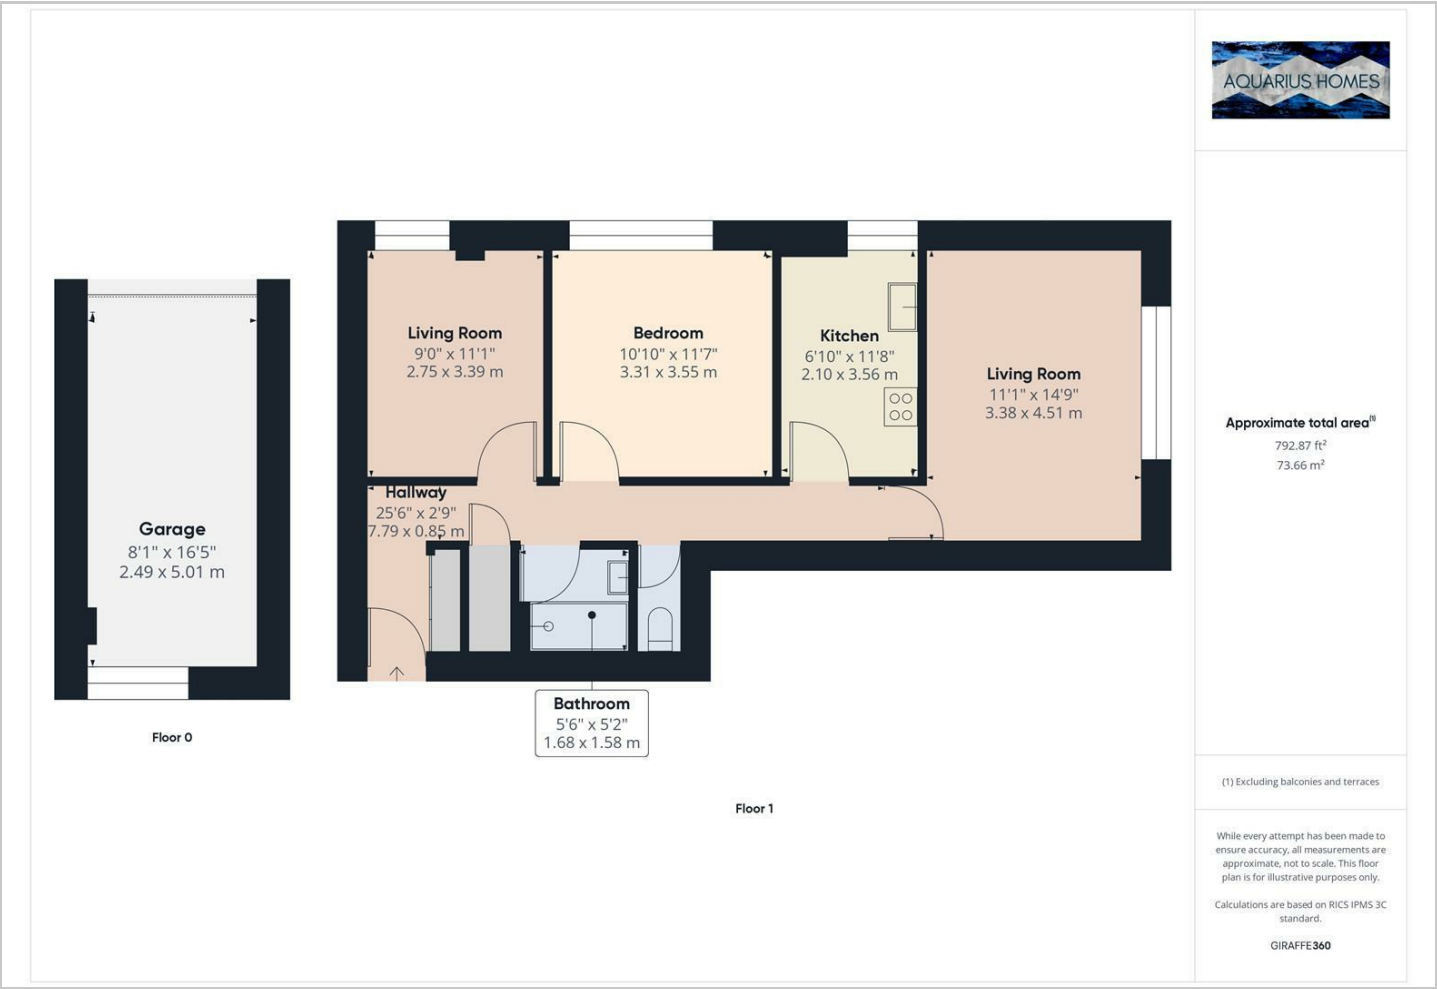 AQUARIUS HOMES
Living Room
9'0" x 11'1"
2.75 x 3.39 m
Bedroom
10'10" x 11'7"
3.31 x 3.55 m
Kitchen
6'10" x 11'8"
2.10 x 3.56 m
Living Room
11'1" x 14'9"
3.38 x 4.51 m
Hallway
25'6" x 2'9"
7.79 x 0.85 m
Garage
8'1" x 16'5"
2.49 x 5.01 m
Bathroom
5'6" x 5'2"
1.68 x 1.58 m
Floor 0
Floor 1
Approximate total area(1)
792.87 ft²
73.66 m²
(1) Excluding balconies and terraces
While every attempt has been made to
ensure accuracy, all measurements are
approximate, not to scale. This floor
plan is for illustrative purposes only.
Calculations are based on RICS IPMS 3C
standard.
GIRAFFE360